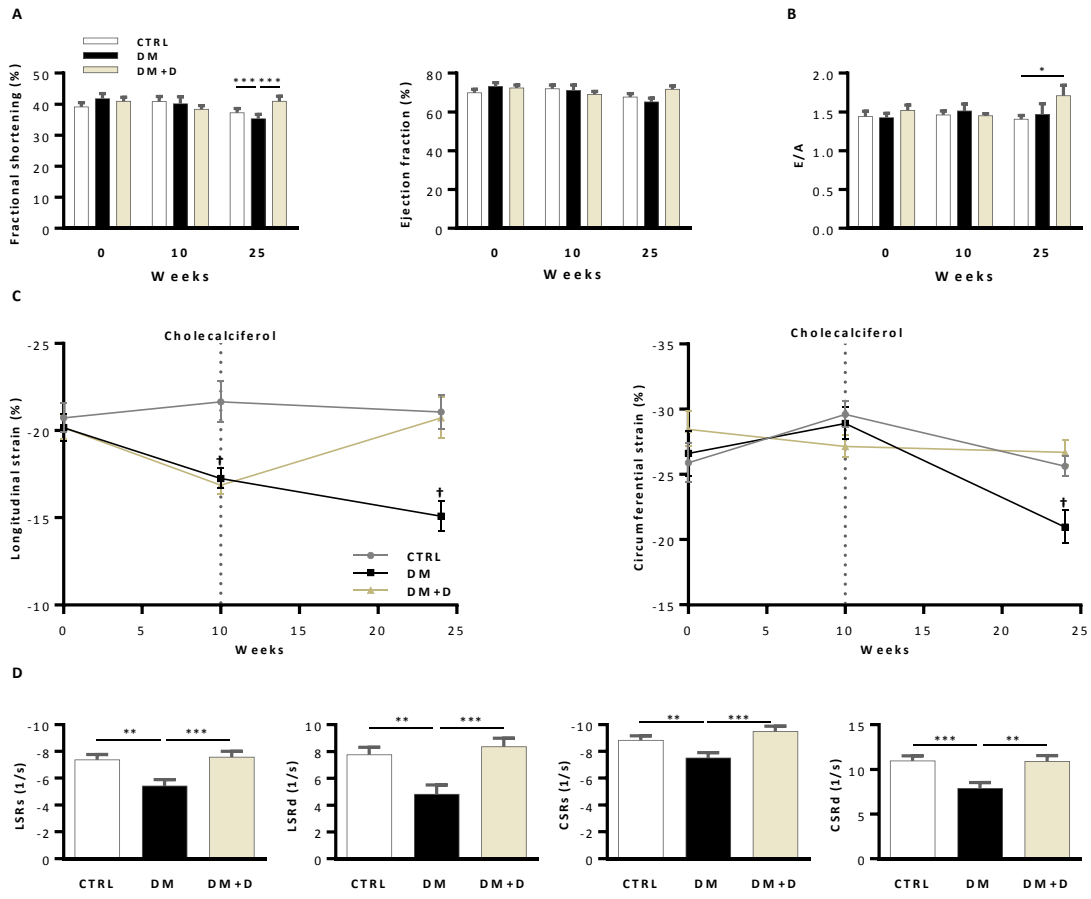 A
B
CTRL
DM
DM+D
Fractional shortening (%)
50
40
30
20
10
0
*** ***
0 10 25
Weeks
Ejection fraction (%)
80
60
40
20
0
0 10 25
Weeks
E/A
2.0
1.5
1.0
0.5
0.0
*
0 10 25
Weeks
C
Cholecalciferol
Longitudinal strain (%)
-25
-20
-15
-10
†
†
CTRL
DM
DM+D
0 5 10 15 20 25
Weeks
Cholecalciferol
Circumferential strain (%)
-35
-30
-25
-20
-15
†
0 5 10 15 20 25
Weeks
D
LSRs (1/s)
-10
-8
-6
-4
-2
0
** ***
CTRL DM DM+D
LSRd (1/s)
10
8
6
4
2
0
** ***
CTRL DM DM+D
CSRs (1/s)
-10
-8
-6
-4
-2
0
** ***
CTRL DM DM+D
CSRd (1/s)
15
10
5
0
*** **
CTRL DM DM+D